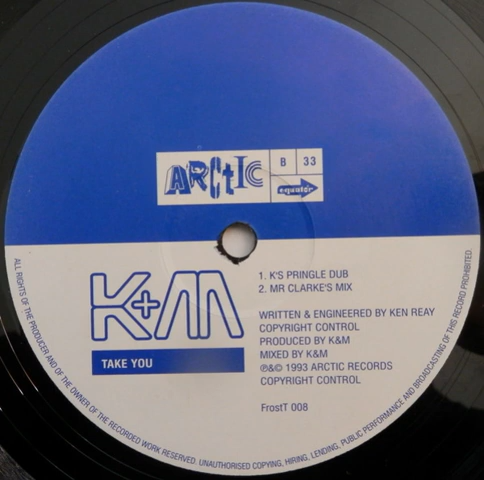 ARCtIC
B 33
equator
K+M
TAKE YOU
1. K'S PRINGLE DUB
2. MR CLARKE'S MIX
WRITTEN & ENGINEERED BY KEN REAY
COPYRIGHT CONTROL
PRODUCED BY K&M
MIXED BY K&M
℗&© 1993 ARCTIC RECORDS
COPYRIGHT CONTROL
FrostT 008
ALL RIGHTS OF THE PRODUCER AND OF THE OWNER OF THE RECORDED WORK RESERVED. UNAUTHORISED COPYING, HIRING, LENDING, PUBLIC PERFORMANCE AND BROADCASTING OF THIS RECORD PROHIBITED.